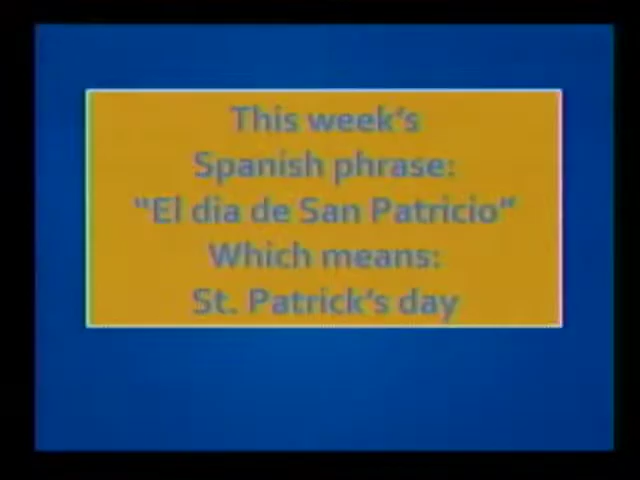 This week's
Spanish phrase:
"El dia de San Patricio"
Which means:
St. Patrick's day